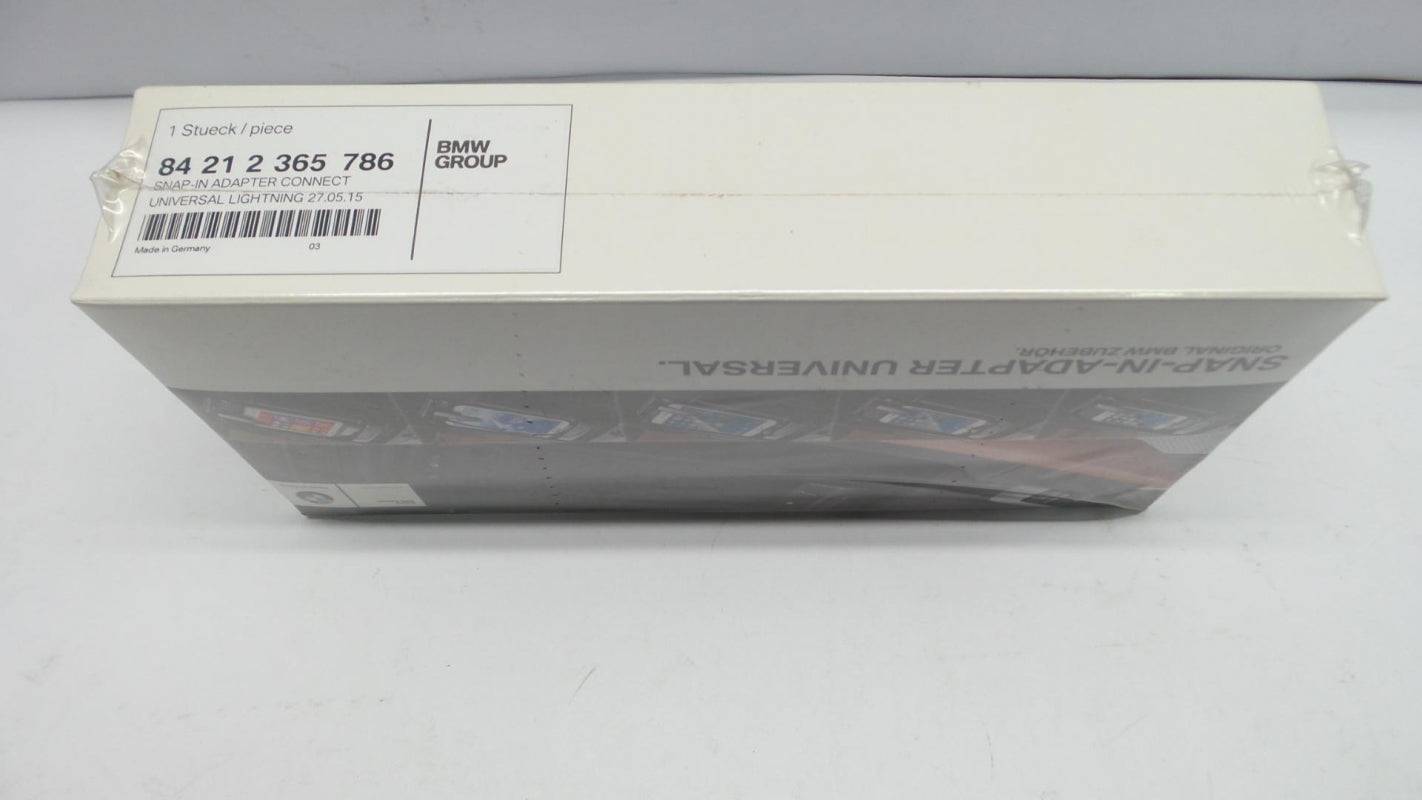 1 Stueck / piece
84 21 2 365 786
SNAP-IN ADAPTER CONNECT
UNIVERSAL LIGHTNING 27.05.15
Made in Germany
03
BMW
GROUP
SNAP-IN-ADAPTER UNIVERSAL.
ORIGINAL BMW ZUBEHÖR.